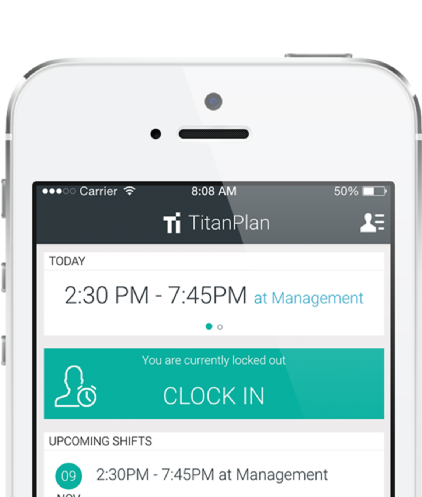 Carrier 8:08 AM 50%
Ti TitanPlan
TODAY
2:30 PM - 7:45PM at Management
You are currently locked out
CLOCK IN
UPCOMING SHIFTS
09 2:30PM - 7:45PM at Management
NOV